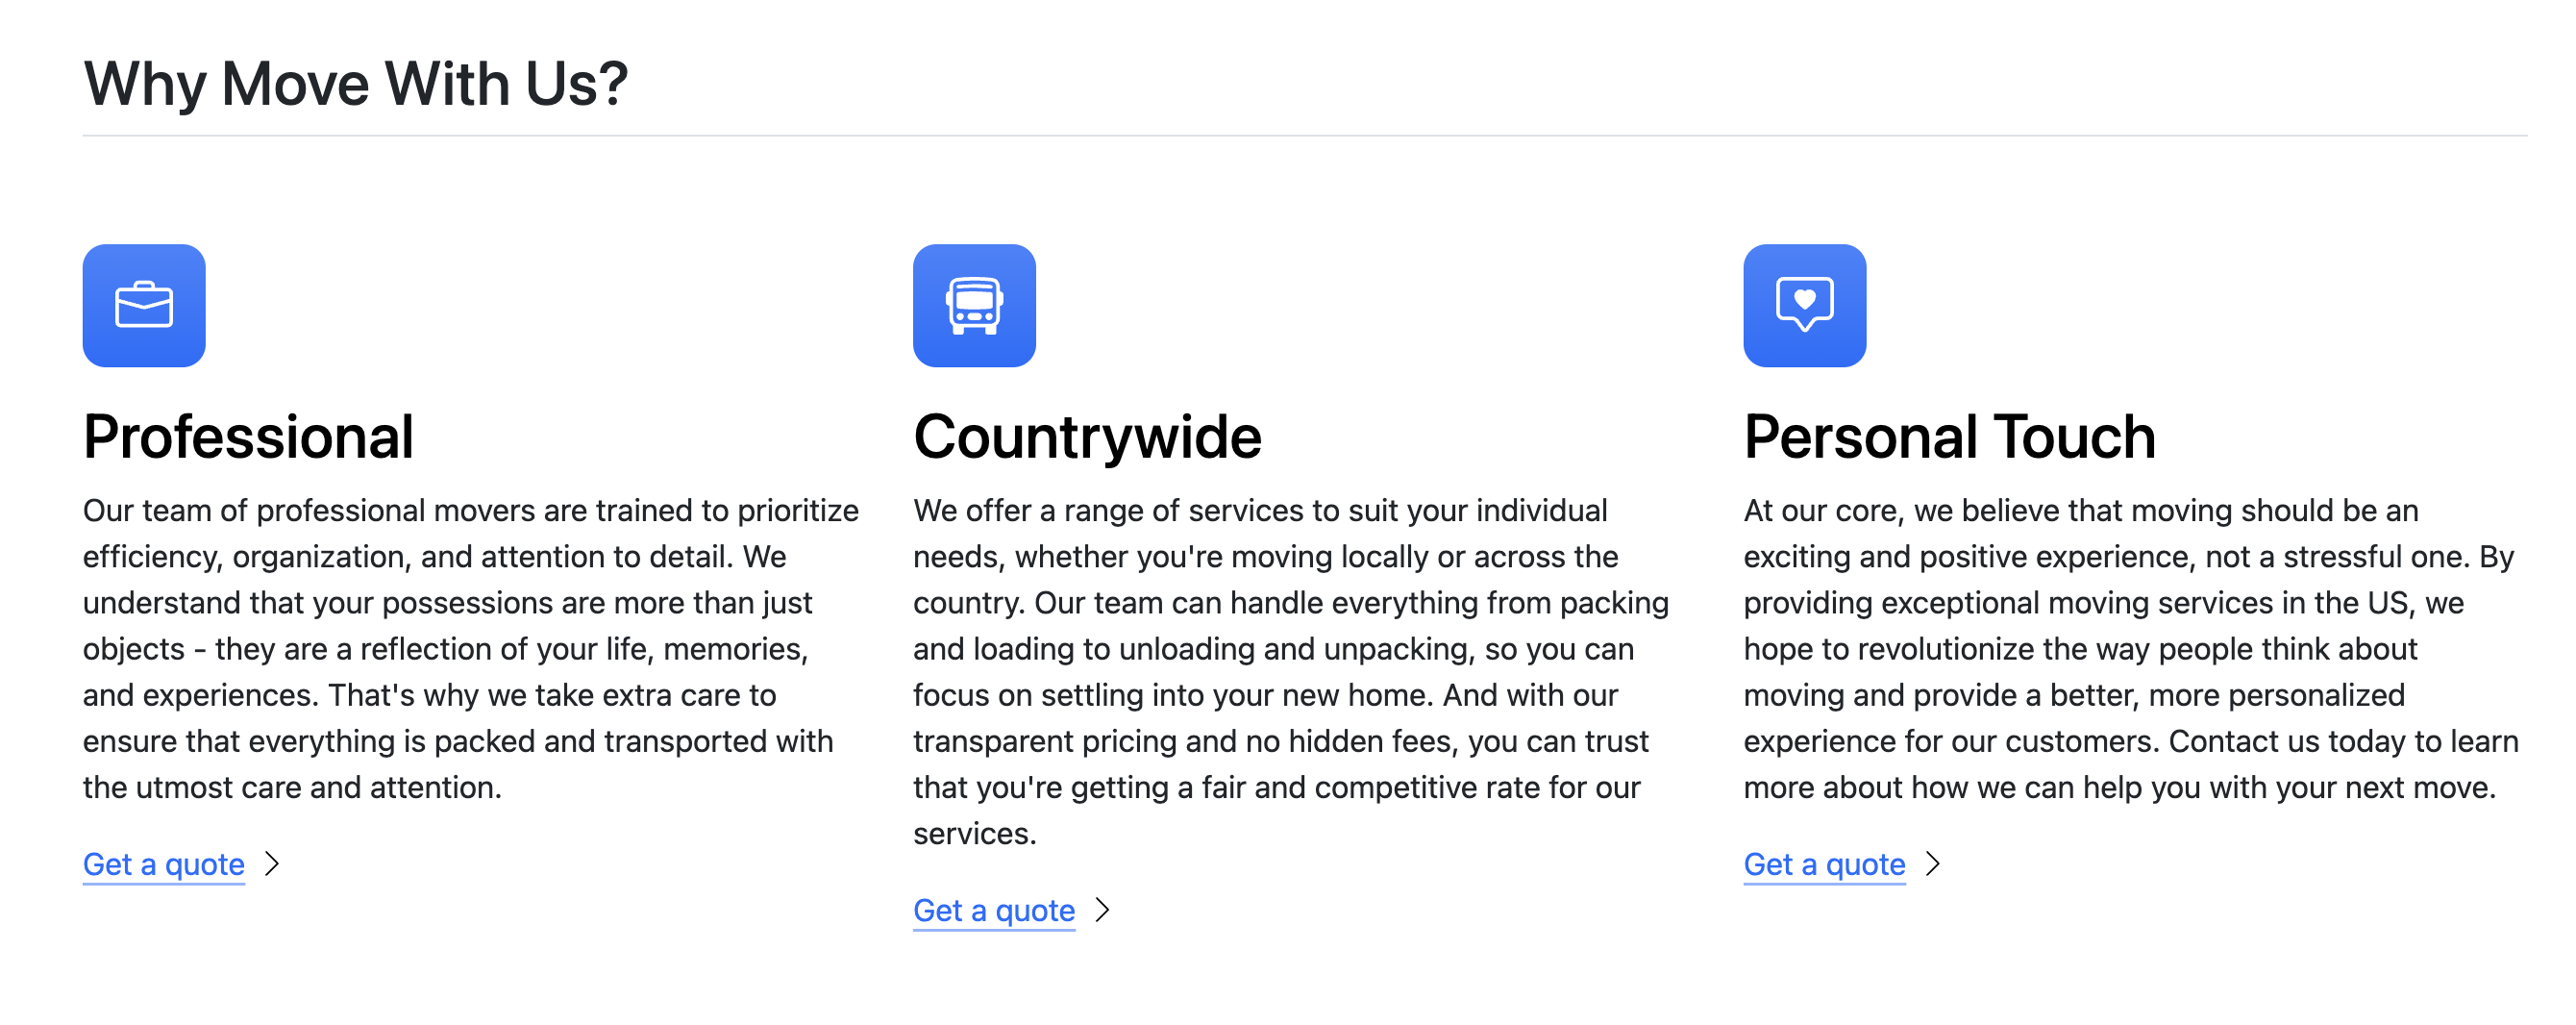 Why Move With Us?
Professional
Our team of professional movers are trained to prioritize
efficiency, organization, and attention to detail. We
understand that your possessions are more than just
objects - they are a reflection of your life, memories,
and experiences. That's why we take extra care to
ensure that everything is packed and transported with
the utmost care and attention.
Get a quote
Countrywide
We offer a range of services to suit your individual
needs, whether you're moving locally or across the
country. Our team can handle everything from packing
and loading to unloading and unpacking, so you can
focus on settling into your new home. And with our
transparent pricing and no hidden fees, you can trust
that you're getting a fair and competitive rate for our
services.
Get a quote
Personal Touch
At our core, we believe that moving should be an
exciting and positive experience, not a stressful one. By
providing exceptional moving services in the US, we
hope to revolutionize the way people think about
moving and provide a better, more personalized
experience for our customers. Contact us today to learn
more about how we can help you with your next move.
Get a quote